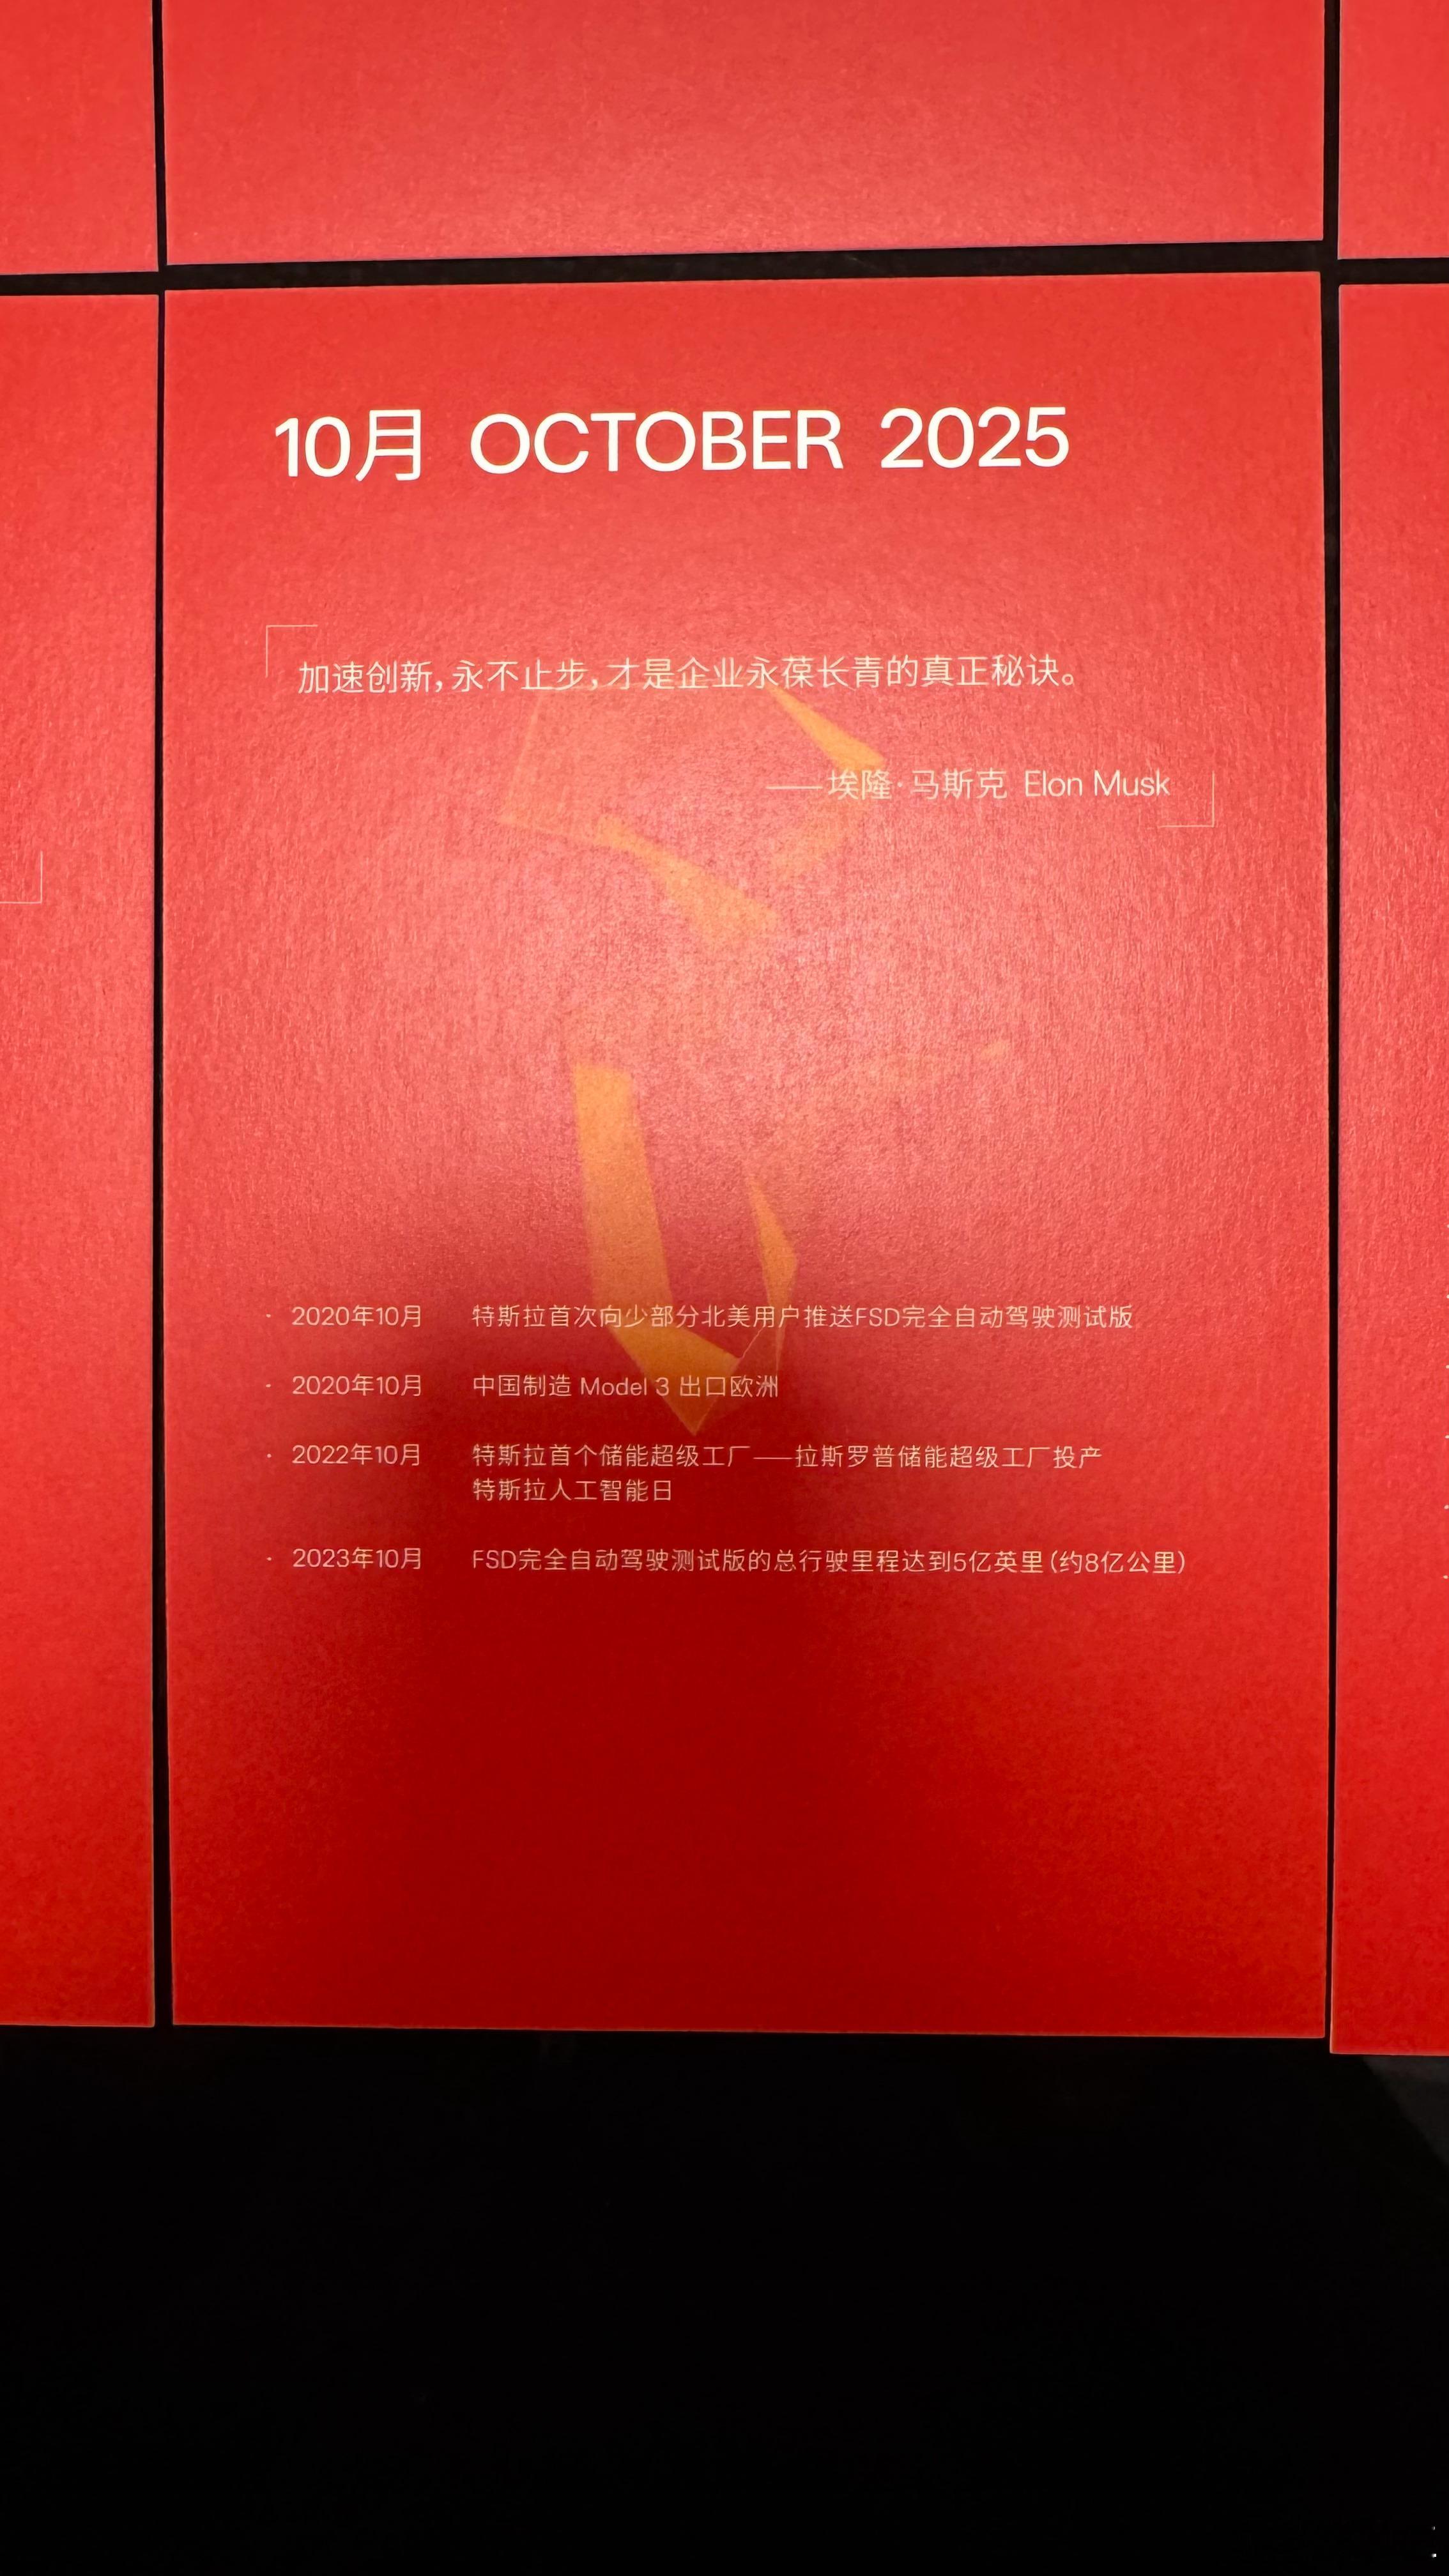 10月 OCTOBER 2025
加速创新，永不止步，才是企业永葆长青的真正秘诀。
——埃隆·马斯克 Elon Musk
· 2020年10月 特斯拉首次向少部分北美用户推送FSD完全自动驾驶测试版
· 2020年10月 中国制造 Model 3 出口欧洲
· 2022年10月 特斯拉首个储能超级工厂——拉斯罗普储能超级工厂投产
特斯拉人工智能日
· 2023年10月 FSD完全自动驾驶测试版的总行驶里程达到5亿英里（约8亿公里）